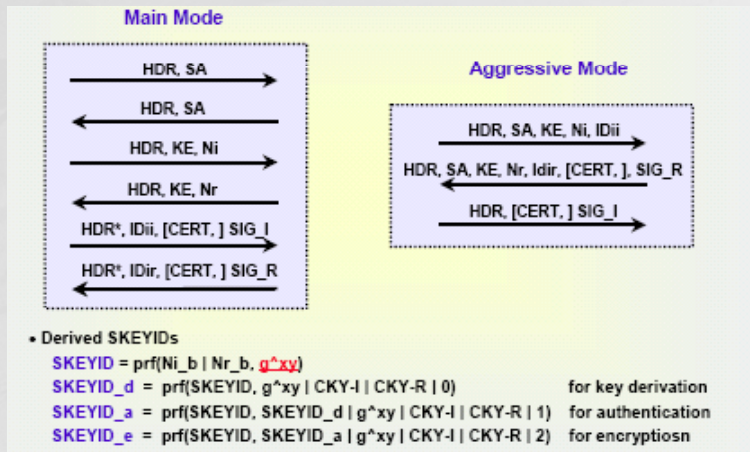 Main Mode
HDR, SA
HDR, SA
HDR, KE, Ni
HDR, KE, Nr
HDR*, IDii, [CERT, ] SIG_I
HDR*, IDir, [CERT, ] SIG_R
Aggressive Mode
HDR, SA, KE, Ni, IDii
HDR, SA, KE, Nr, Idir, [CERT, ], SIG_R
HDR, [CERT, ] SIG_I
• Derived SKEYIDs
SKEYID = prf(Ni_b | Nr_b, g^xy)
SKEYID_d = prf(SKEYID, g^xy | CKY-I | CKY-R | 0) for key derivation
SKEYID_a = prf(SKEYID, SKEYID_d | g^xy | CKY-I | CKY-R | 1) for authentication
SKEYID_e = prf(SKEYID, SKEYID_a | g^xy | CKY-I | CKY-R | 2) for encryptiosn